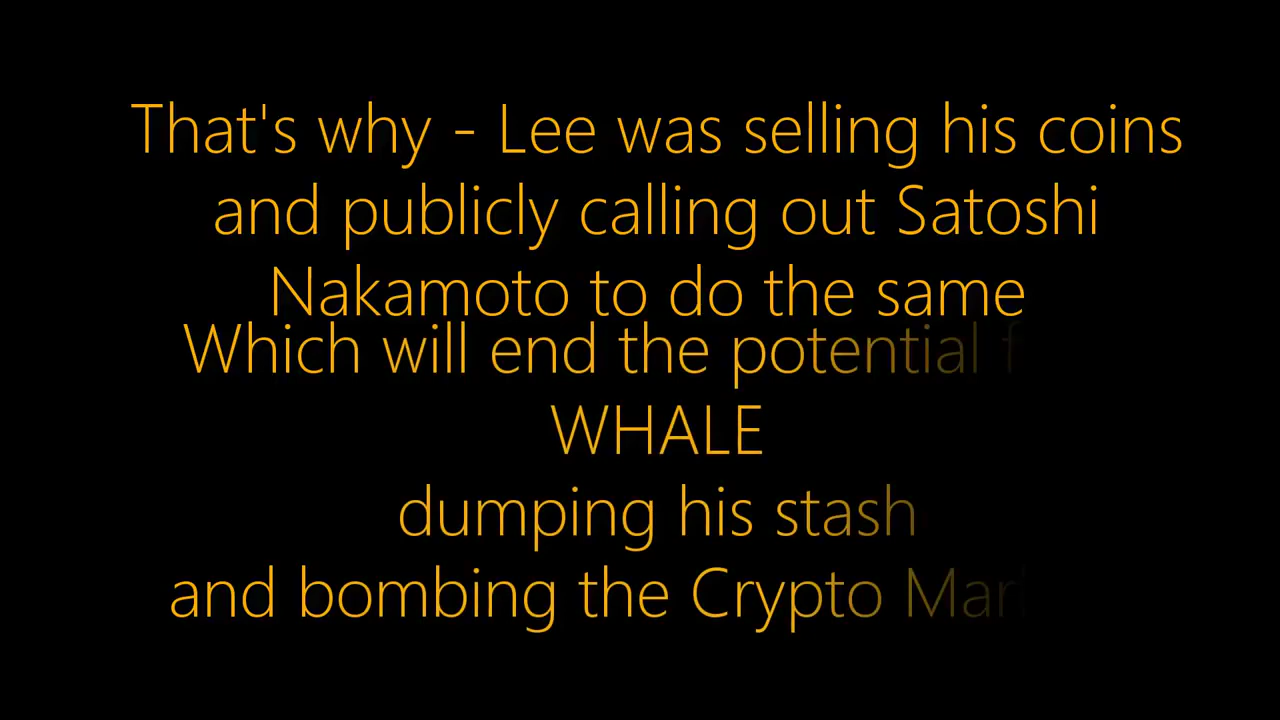 That's why - Lee was selling his coins
and publicly calling out Satoshi
Nakamoto to do the same
Which will end the potential
WHALE
dumping his stash
and bombing the Crypto